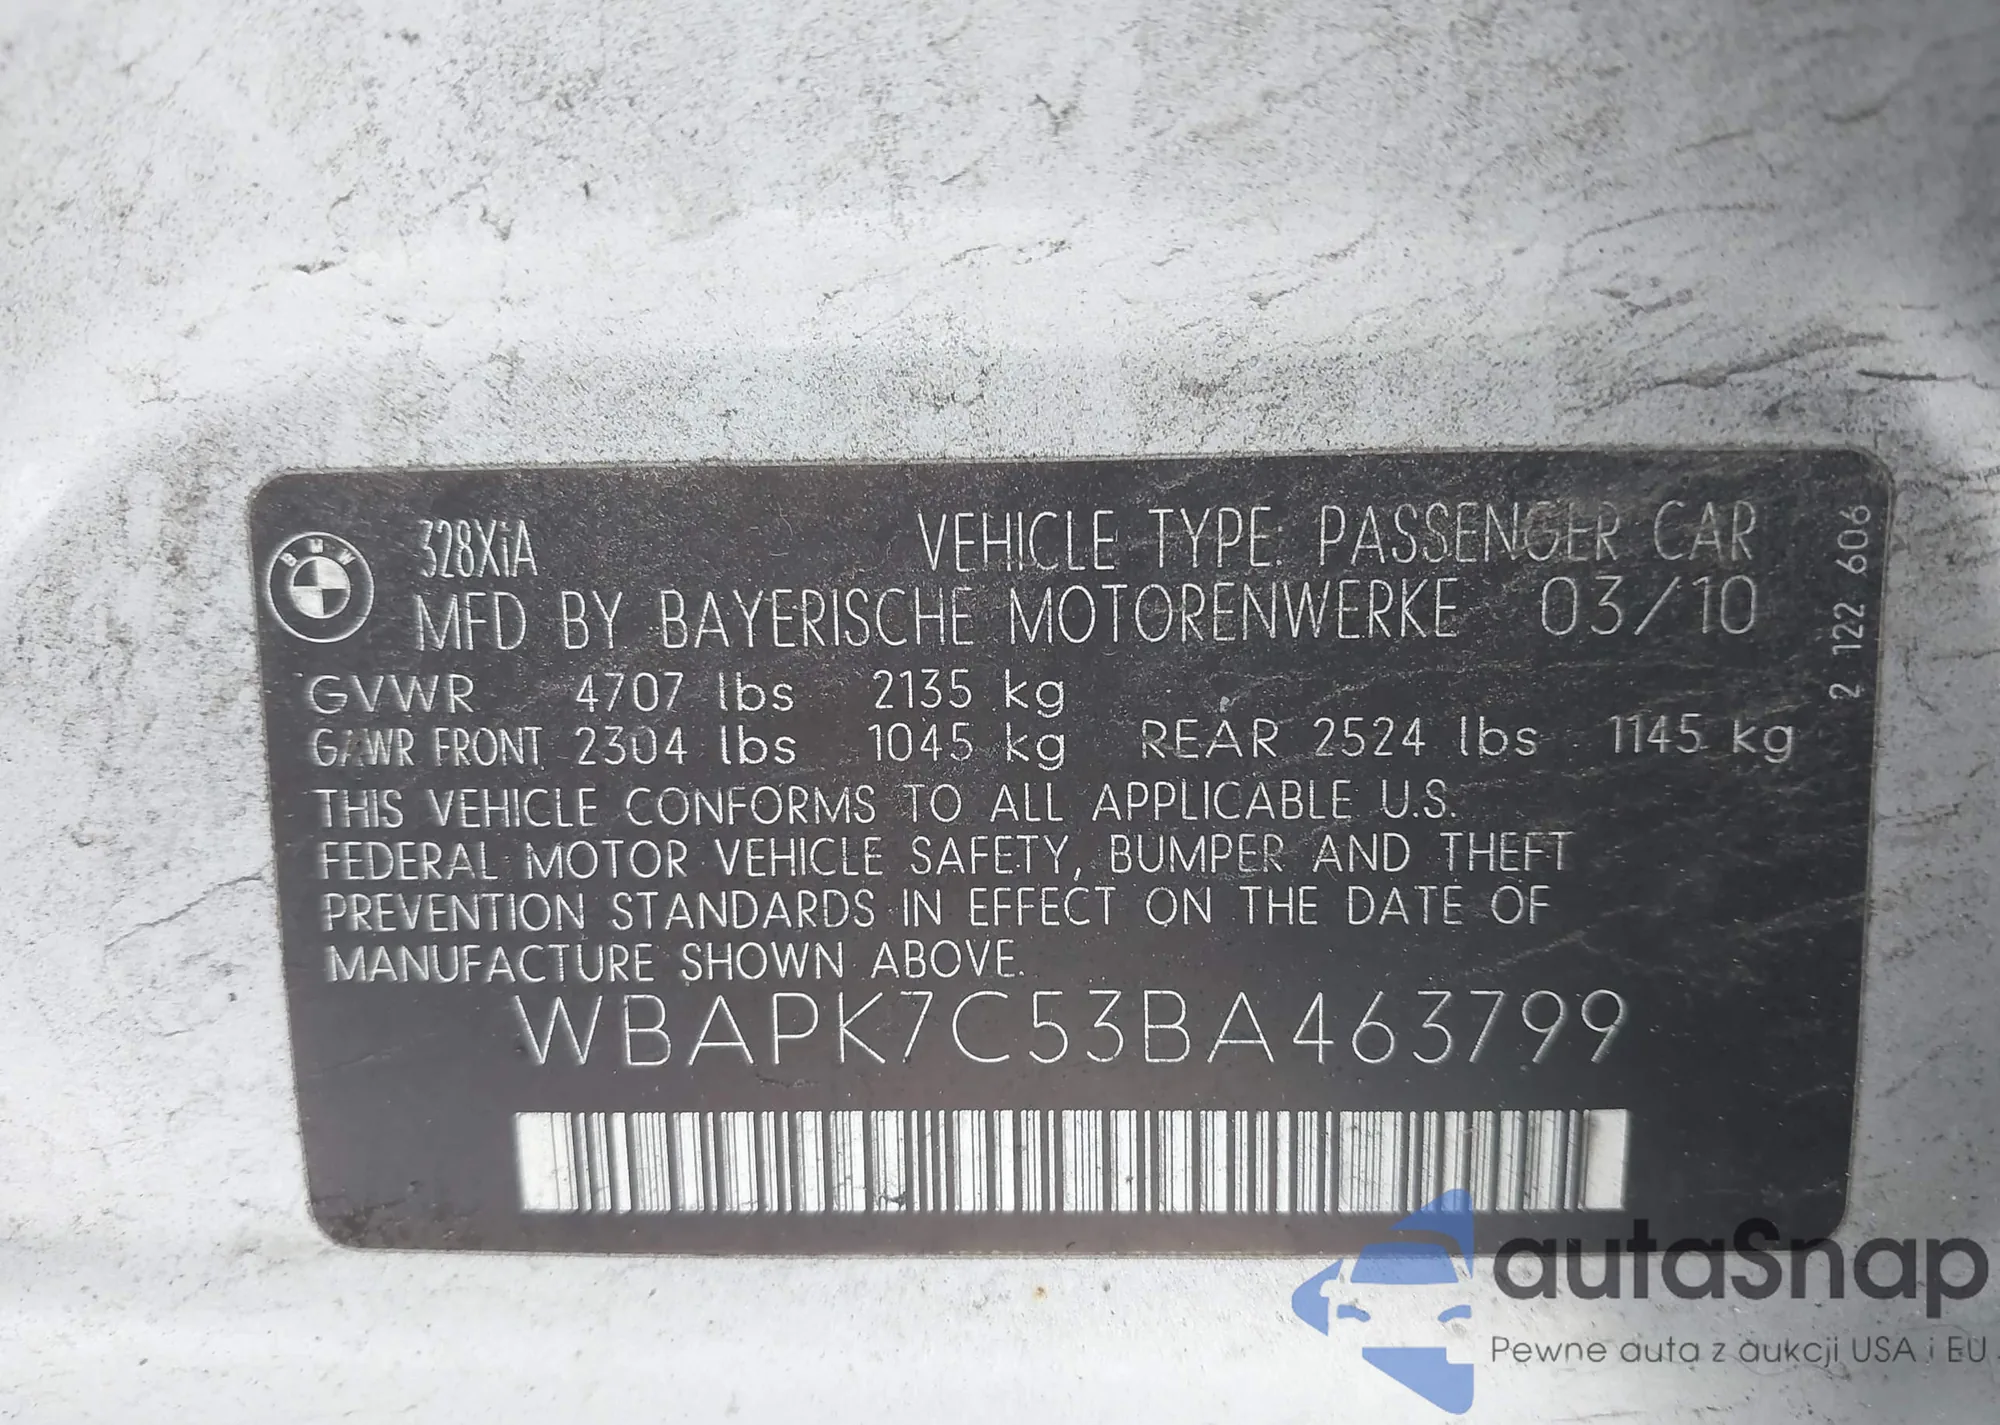 BMW
328XiA VEHICLE TYPE: PASSENGER CAR
MFD BY BAYERISCHE MOTORENWERKE 03/10
GVWR 4707 lbs 2135 kg
GAWR FRONT 2304 lbs 1045 kg REAR 2524 lbs 1145 kg
THIS VEHICLE CONFORMS TO ALL APPLICABLE U.S.
FEDERAL MOTOR VEHICLE SAFETY, BUMPER AND THEFT
PREVENTION STANDARDS IN EFFECT ON THE DATE OF
MANUFACTURE SHOWN ABOVE.
WBAPK7C53BA463799
2 122 606
autaSnap
Pewne auta z aukcji USA i EU